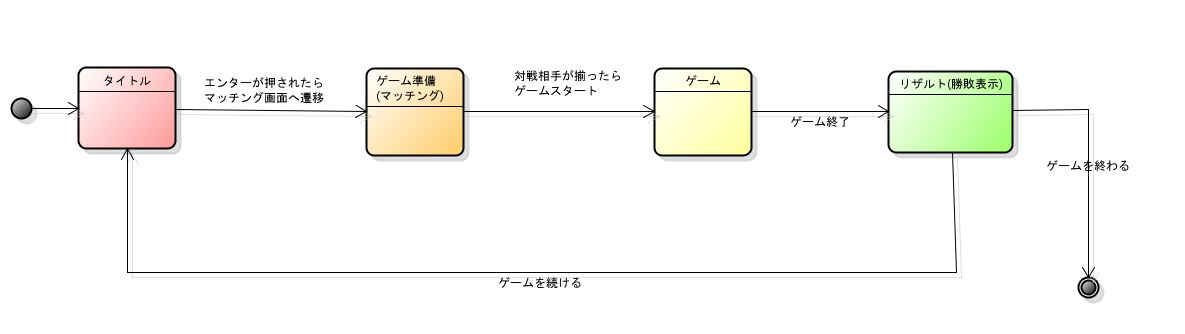 タイトル
エンターが押されたら
マッチング画面へ遷移
ゲーム準備
(マッチング)
対戦相手が揃ったら
ゲームスタート
ゲーム
ゲーム終了
リザルト(勝敗表示)
ゲームを終わる
ゲームを続ける